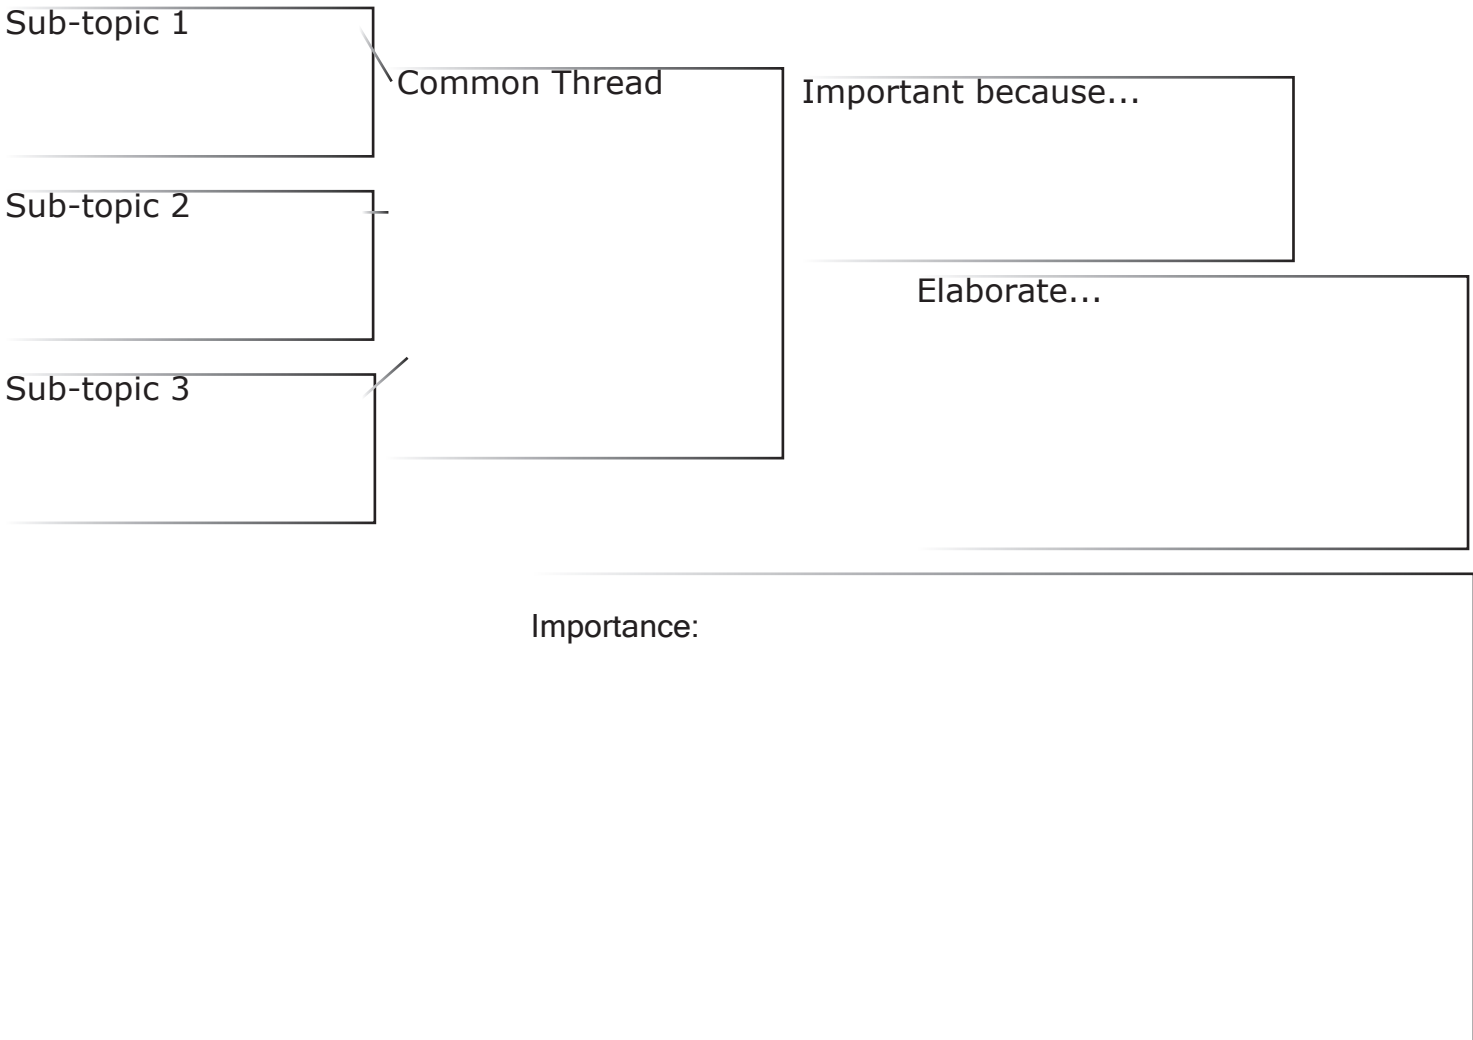 Sub-topic 1
Common Thread
Important because...
Sub-topic 2
Elaborate...
Sub-topic 3
Importance: